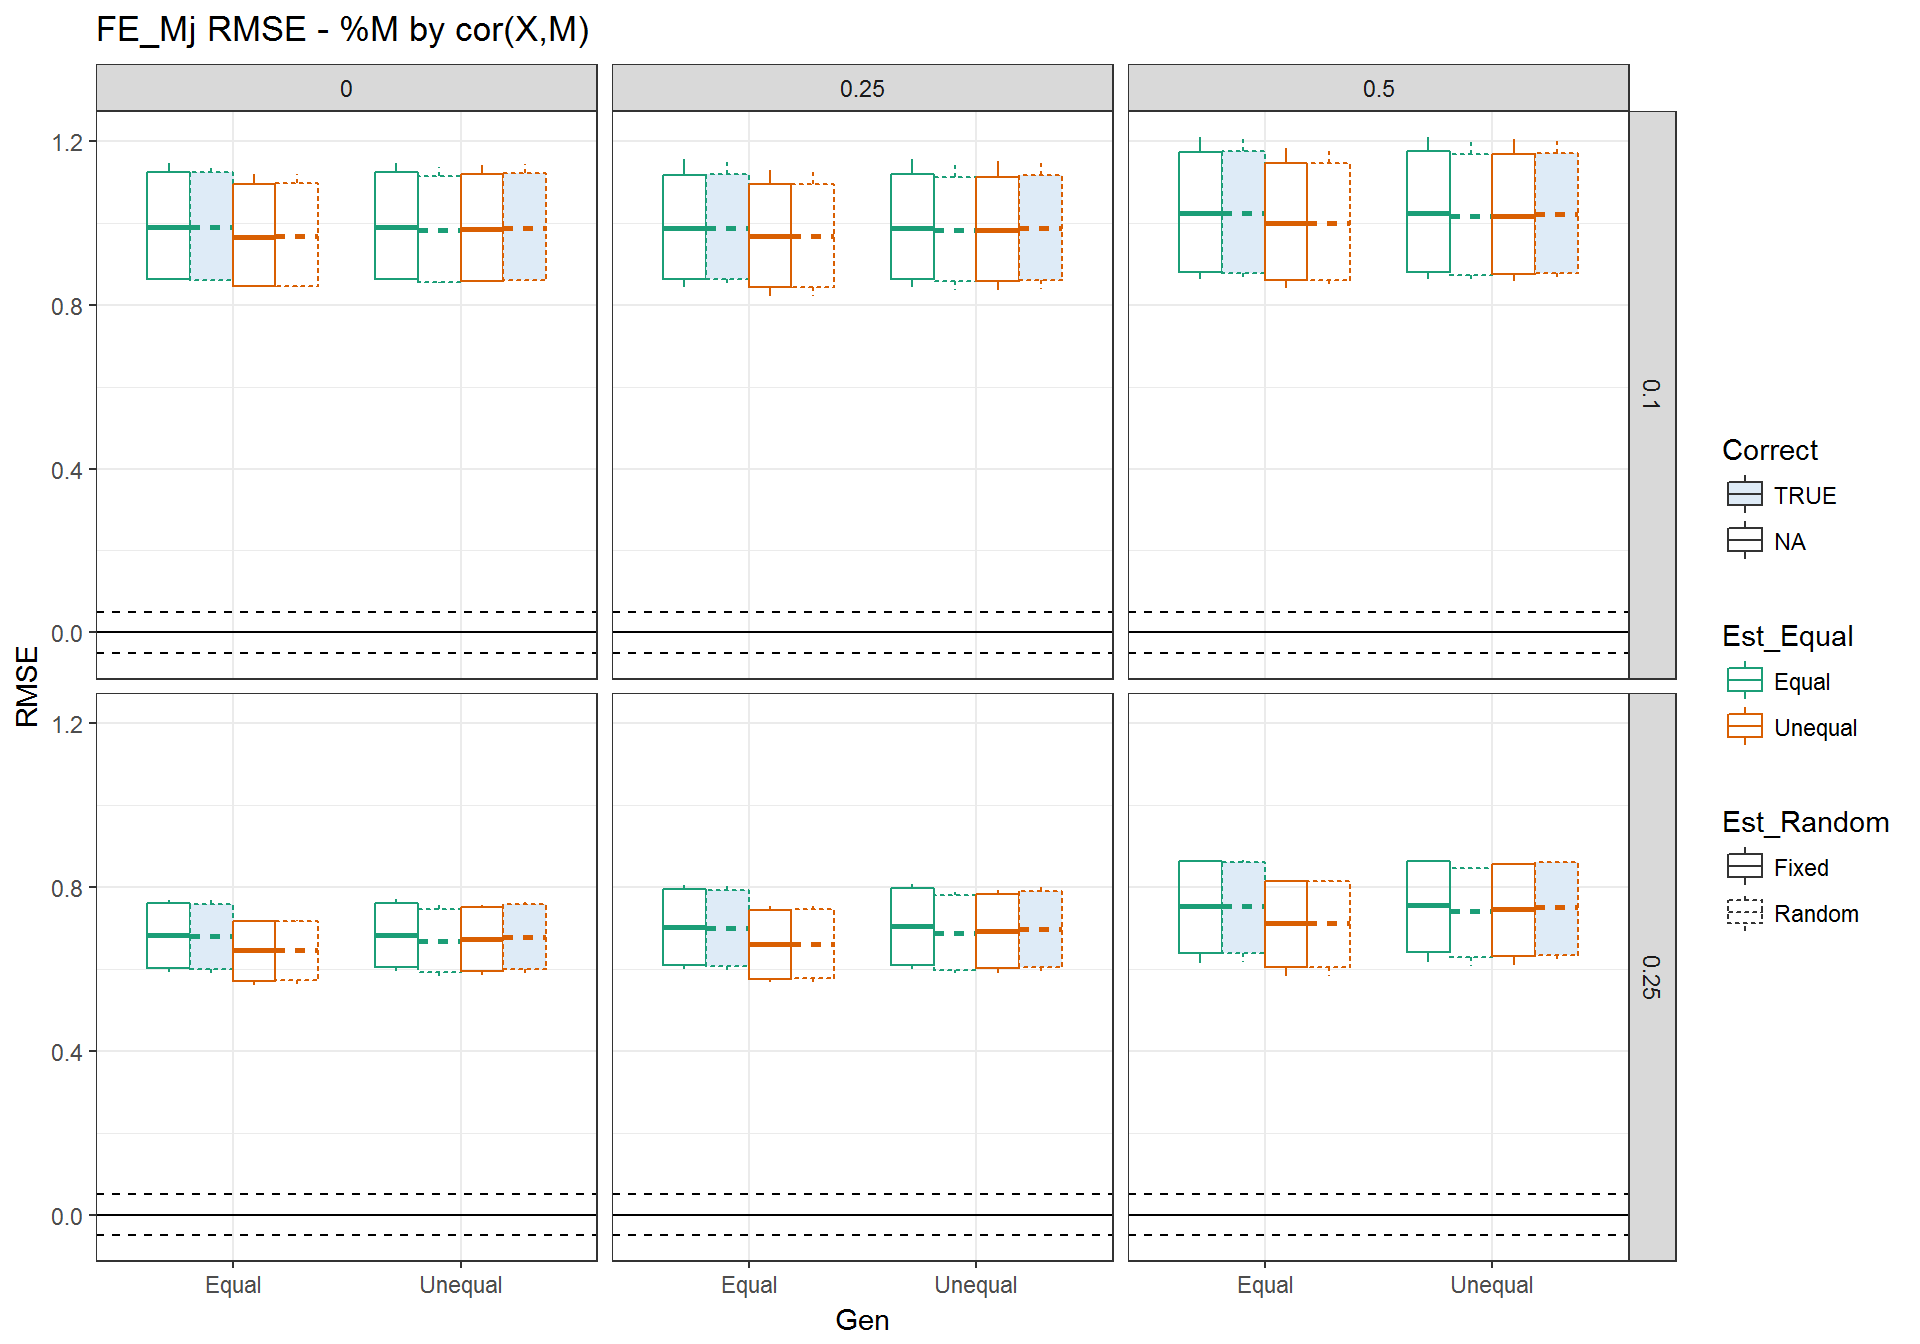 FE_Mj RMSE - %M by cor(X,M)
0
0.25
0.5
1.2
0.8
0.4
0.0
0.1
RMSE
1.2
0.8
0.4
0.0
0.25
Equal
Unequal
Equal
Unequal
Equal
Unequal
Gen
Correct
TRUE
NA
Est_Equal
Equal
Unequal
Est_Random
Fixed
Random